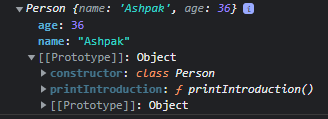 ▼ Person {name: 'Ashpak', age: 36} i
age: 36
name: "Ashpak"
▼ [[Prototype]]: Object
▶ constructor: class Person
▶ printIntroduction: ƒ printIntroduction()
▶ [[Prototype]]: Object